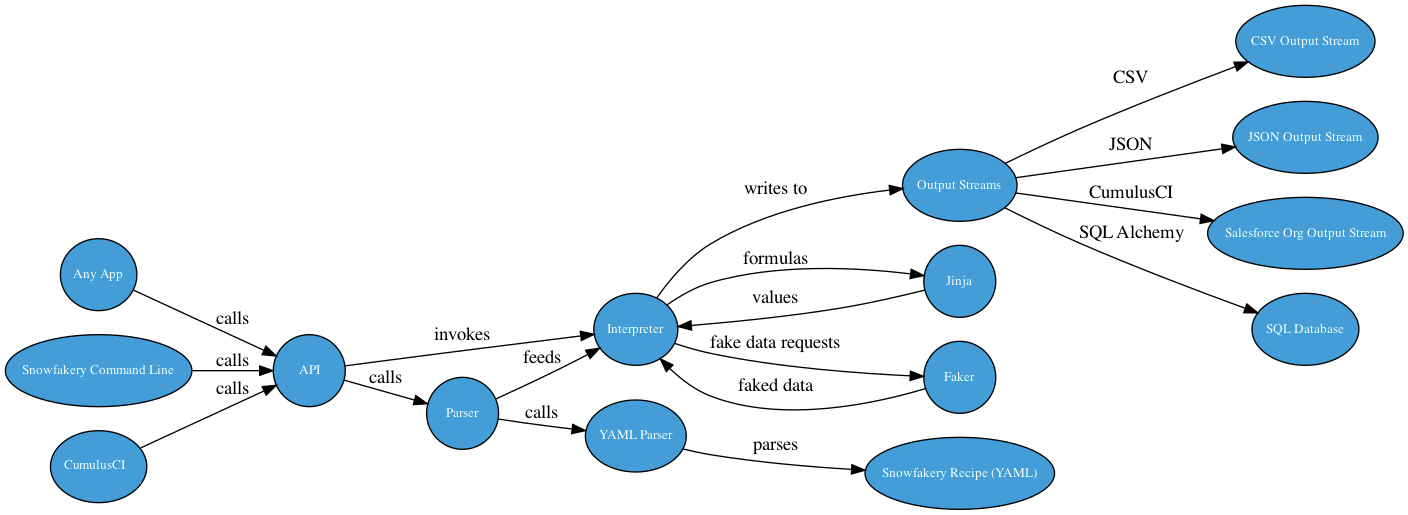 CSV Output Stream
CSV
JSON Output Stream
JSON
Output Streams
writes to
CumulusCI
Salesforce Org Output Stream
SQL Alchemy
Any App
formulas
Jinja
values
calls
Interpreter
SQL Database
invokes
fake data requests
feeds
Snowfakery Command Line
calls
API
calls
Faker
faked data
calls
Parser
calls
YAML Parser
parses
CumulusCI
Snowfakery Recipe (YAML)